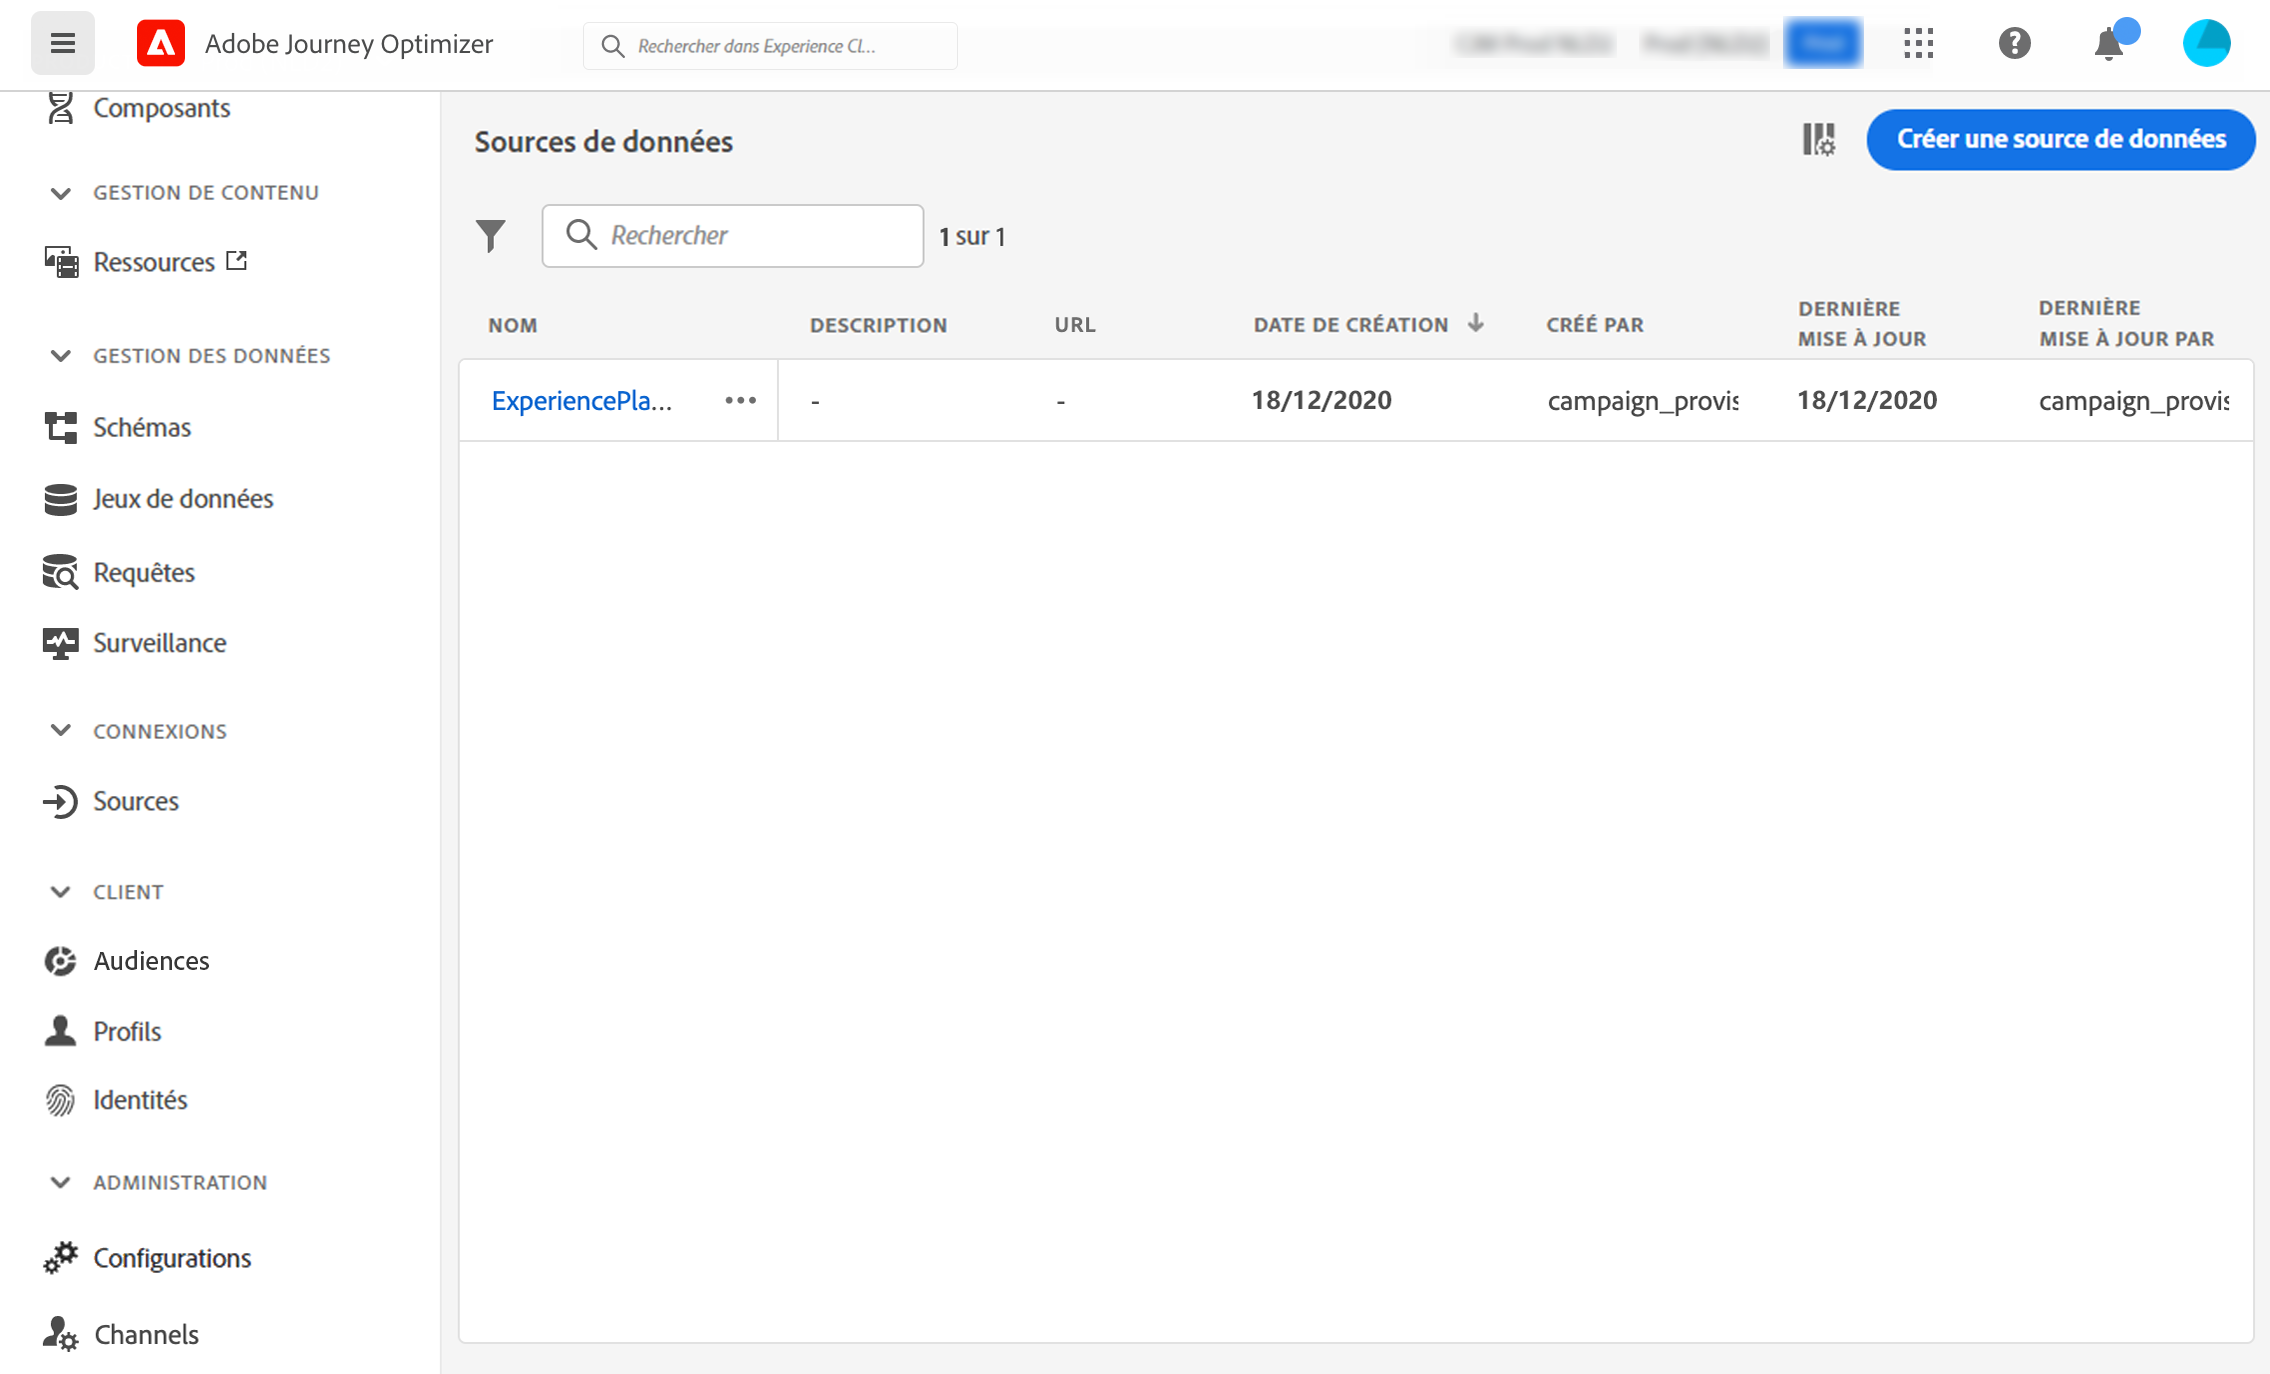 Adobe Journey Optimizer
Rechercher dans Experience Cl...
Composants
GESTION DE CONTENU
Ressources
GESTION DES DONNÉES
Schémas
Jeux de données
Requêtes
Surveillance
CONNEXIONS
Sources
CLIENT
Audiences
Profils
Identités
ADMINISTRATION
Configurations
Channels
Sources de données
Créer une source de données
Rechercher
1 sur 1
NOM
DESCRIPTION
URL
DATE DE CRÉATION
CRÉÉ PAR
DERNIÈRE
MISE À JOUR
DERNIÈRE
MISE À JOUR PAR
ExperiencePla...
-
-
18/12/2020
campaign_provis
18/12/2020
campaign_provis